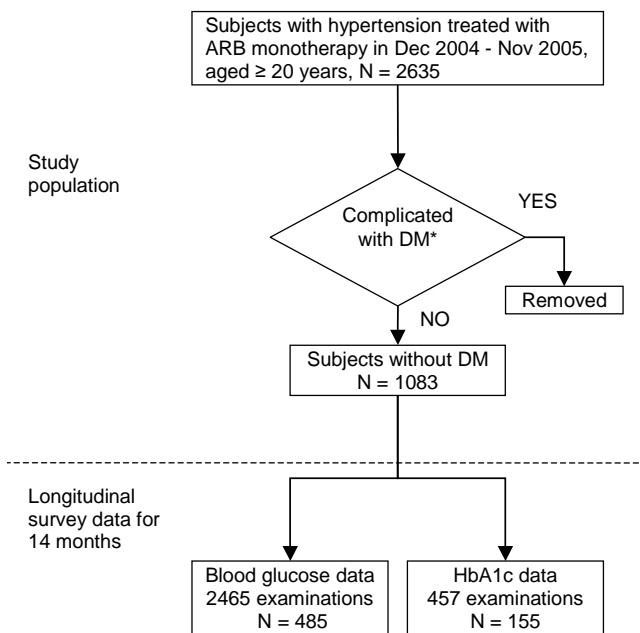 Subjects with hypertension treated with
ARB monotherapy in Dec 2004 - Nov 2005,
aged ≥ 20 years, N = 2635
Study
population
Complicated
with DM*
YES
Removed
NO
Subjects without DM
N = 1083
Longitudinal
survey data for
14 months
Blood glucose data
2465 examinations
N = 485
HbA1c data
457 examinations
N = 155